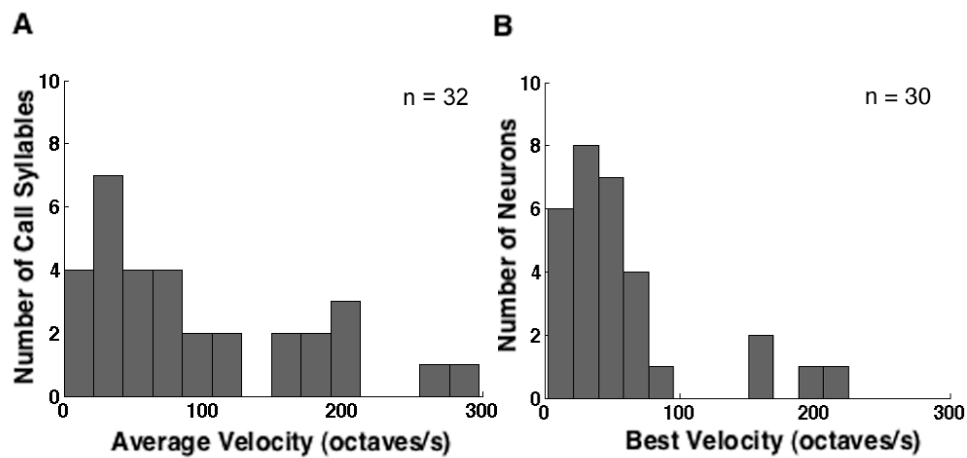 A
n = 32
Number of Call Syllables
10
8
6
4
2
0
0 100 200 300
Average Velocity (octaves/s)
B
n = 30
Number of Neurons
10
8
6
4
2
0
0 100 200 300
Best Velocity (octaves/s)